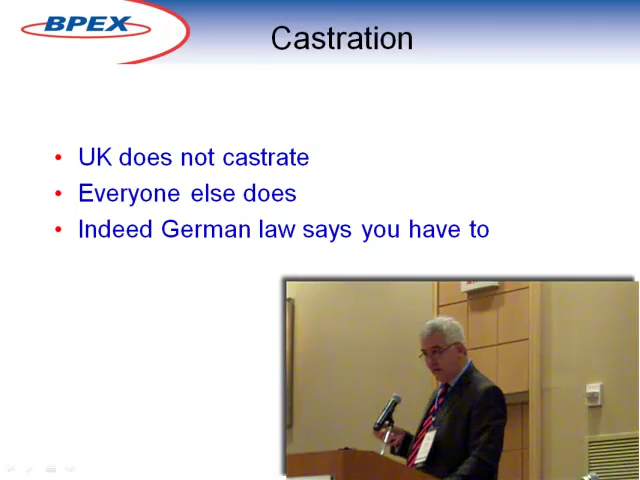 BPEX
Castration
• UK does not castrate
• Everyone else does
• Indeed German law says you have to